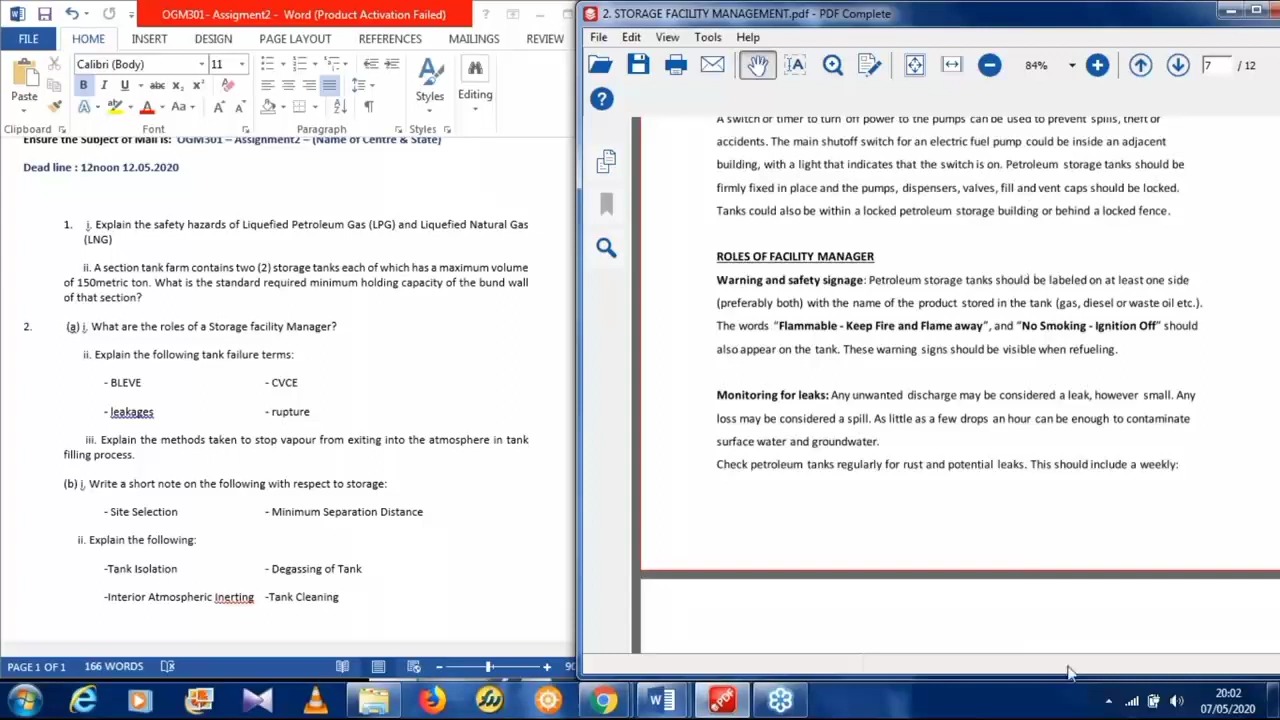 OGM301- Assigment2 - Word (Product Activation Failed)
FILE HOME INSERT DESIGN PAGE LAYOUT REFERENCES MAILINGS REVIEW
Calibri (Body) 11
Paste
B I U abc x₂ x²
A Aa A A
Styles Editing
Clipboard Font Paragraph Styles
Ensure the Subject of Mail is: OGM301 – Assignment2 – (Name of Centre & State)
Dead line : 12noon 12.05.2020
1. i. Explain the safety hazards of Liquefied Petroleum Gas (LPG) and Liquefied Natural Gas
(LNG)
ii. A section tank farm contains two (2) storage tanks each of which has a maximum volume
of 150metric ton. What is the standard required minimum holding capacity of the bund wall
of that section?
2. (a) i. What are the roles of a Storage facility Manager?
ii. Explain the following tank failure terms:
- BLEVE - CVCE
- leakages - rupture
iii. Explain the methods taken to stop vapour from exiting into the atmosphere in tank
filling process.
(b) i. Write a short note on the following with respect to storage:
- Site Selection - Minimum Separation Distance
ii. Explain the following:
-Tank Isolation - Degassing of Tank
-Interior Atmospheric Inerting -Tank Cleaning
PAGE 1 OF 1 166 WORDS
2. STORAGE FACILITY MANAGEMENT.pdf - PDF Complete
File Edit View Tools Help
84% 7 / 12
A switch or timer to turn off power to the pumps can be used to prevent spills, theft or
accidents. The main shutoff switch for an electric fuel pump could be inside an adjacent
building, with a light that indicates that the switch is on. Petroleum storage tanks should be
firmly fixed in place and the pumps, dispensers, valves, fill and vent caps should be locked.
Tanks could also be within a locked petroleum storage building or behind a locked fence.
ROLES OF FACILITY MANAGER
Warning and safety signage: Petroleum storage tanks should be labeled on at least one side
(preferably both) with the name of the product stored in the tank (gas, diesel or waste oil etc.).
The words “Flammable - Keep Fire and Flame away”, and “No Smoking - Ignition Off” should
also appear on the tank. These warning signs should be visible when refueling.
Monitoring for leaks: Any unwanted discharge may be considered a leak, however small. Any
loss may be considered a spill. As little as a few drops an hour can be enough to contaminate
surface water and groundwater.
Check petroleum tanks regularly for rust and potential leaks. This should include a weekly:
20:02
07/05/2020